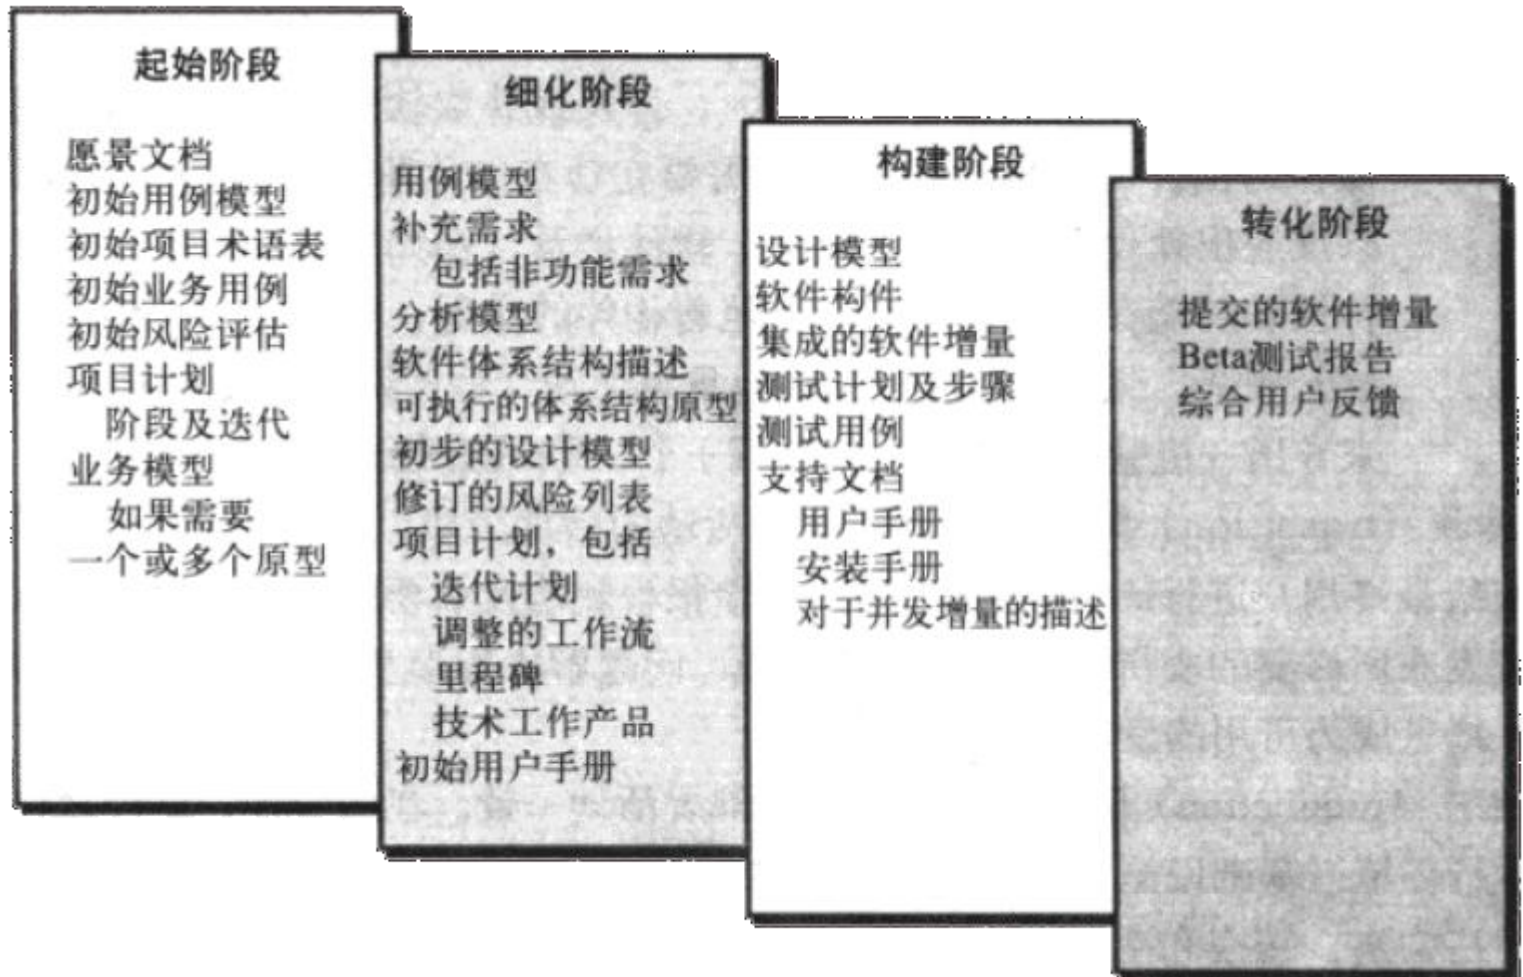 起始阶段
愿景文档
初始用例模型
初始项目术语表
初始业务用例
初始风险评估
项目计划
阶段及迭代
业务模型
如果需要
一个或多个原型
细化阶段
用例模型
补充需求
包括非功能需求
分析模型
软件体系结构描述
可执行的体系结构原型
初步的设计模型
修订的风险列表
项目计划，包括
迭代计划
调整的工作流
里程碑
技术工作产品
初始用户手册
构建阶段
设计模型
软件构件
集成的软件增量
测试计划及步骤
测试用例
支持文档
用户手册
安装手册
对于并发增量的描述
转化阶段
提交的软件增量
Beta测试报告
综合用户反馈